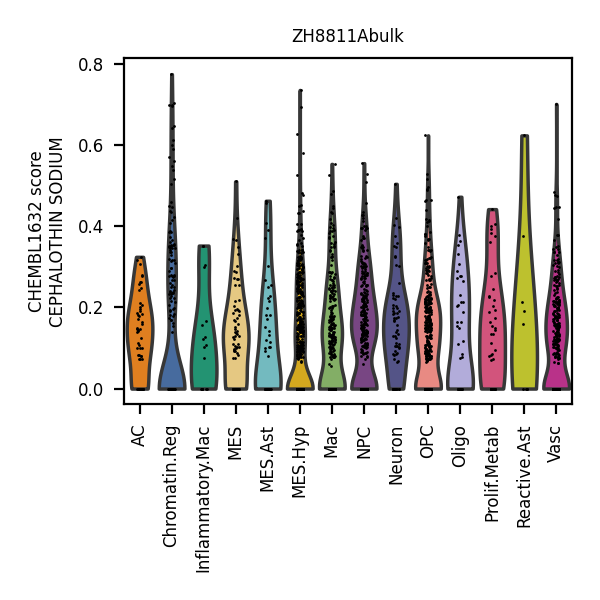 ZH8811Abulk
CHEMBL1632 score
CEPHALOTHIN SODIUM
0.8
0.6
0.4
0.2
0.0
AC
Chromatin.Reg
Inflammatory.Mac
MES
MES.Ast
MES.Hyp
Mac
NPC
Neuron
OPC
Oligo
Prolif.Metab
Reactive.Ast
Vasc